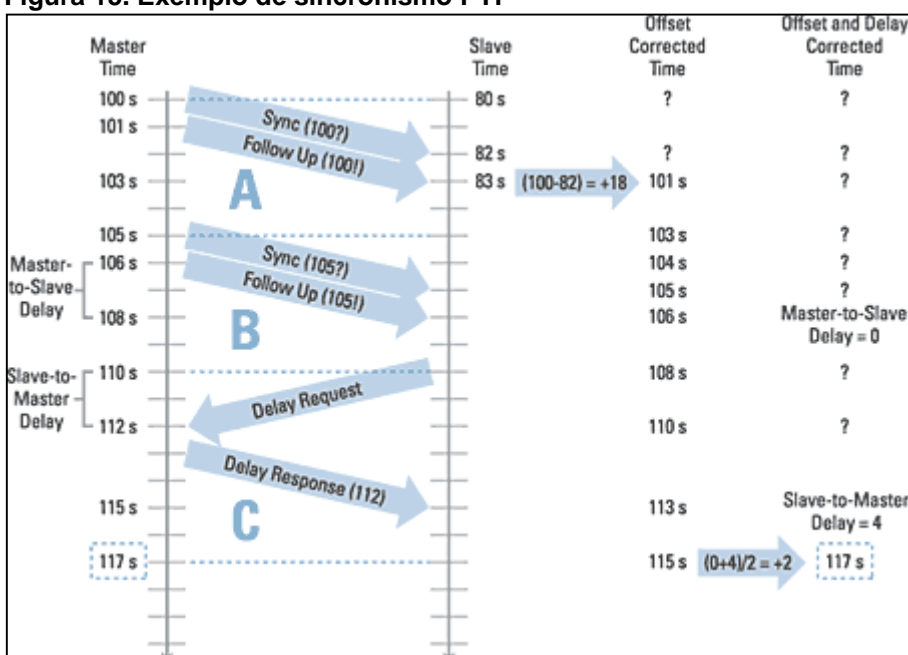 Figura 18. Exemplo de sincronismo PTP
Master Time
Slave Time
Offset Corrected Time
Offset and Delay Corrected Time
100 s
80 s
?
?
Sync (100?)
101 s
Follow Up (100!)
82 s
?
?
A
103 s
83 s
(100-82) = +18
101 s
?
105 s
103 s
?
Sync (105?)
Master-to-Slave Delay
106 s
104 s
?
Follow Up (105!)
105 s
?
B
108 s
106 s
Master-to-Slave Delay = 0
Slave-to-Master Delay
110 s
108 s
?
Delay Request
112 s
110 s
?
Delay Response (112)
C
115 s
113 s
Slave-to-Master Delay = 4
117 s
115 s
(0+4)/2 = +2
117 s